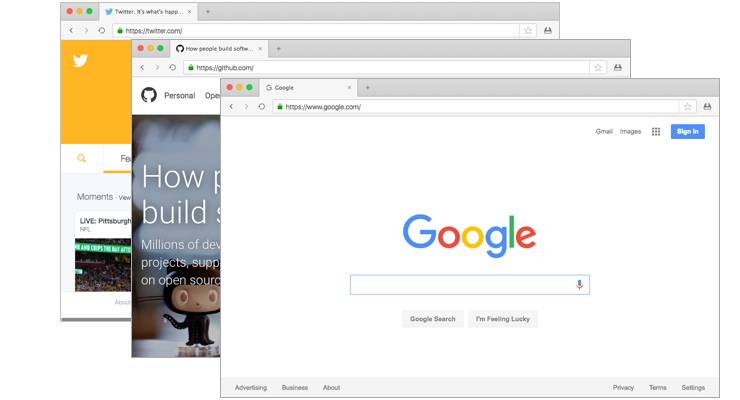 Twitter. It's what's happ...
https://twitter.com/
How people build softw...
https://github.com/
Google
https://www.google.com/
Personal
Gmail Images Sign in
How
build
Millions of dev
projects, supp
on open sourc
Moments · View
LIVE: Pittsburgh
NFL
About
Google
Google Search I'm Feeling Lucky
Advertising Business About Privacy Terms Settings